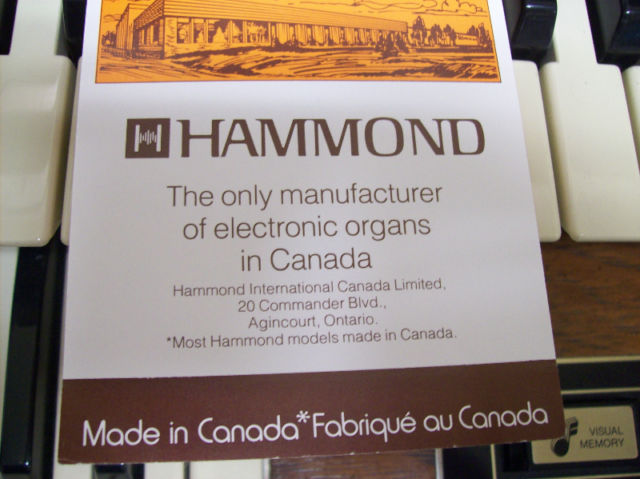 HAMMOND
The only manufacturer
of electronic organs
in Canada
Hammond International Canada Limited,
20 Commander Blvd.,
Agincourt, Ontario.
*Most Hammond models made in Canada.
Made in Canada*Fabriqué au Canada
VISUAL
MEMORY